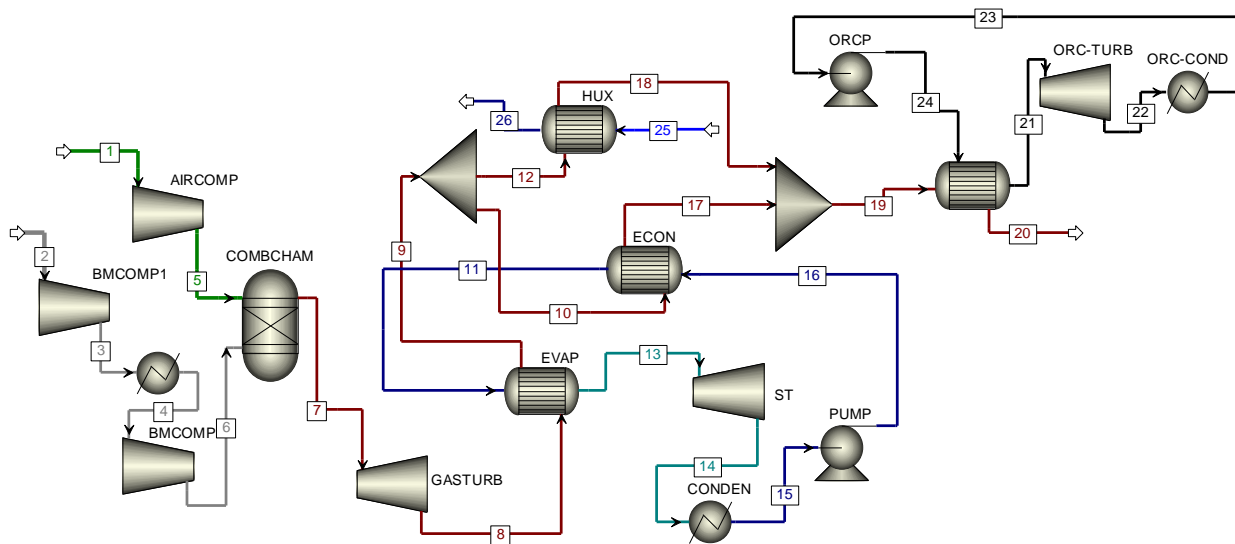 23
ORCP
ORC-TURB
ORC-COND
18
HUX
24
22
21
26
25
1
12
AIRCOMP
17
19
2
9
ECON
20
BMCOMP1
COMBCHAM
11
16
5
10
3
EVAP
13
7
ST
4
PUMP
BMCOMP
6
14
GASTURB
CONDEN
15
8